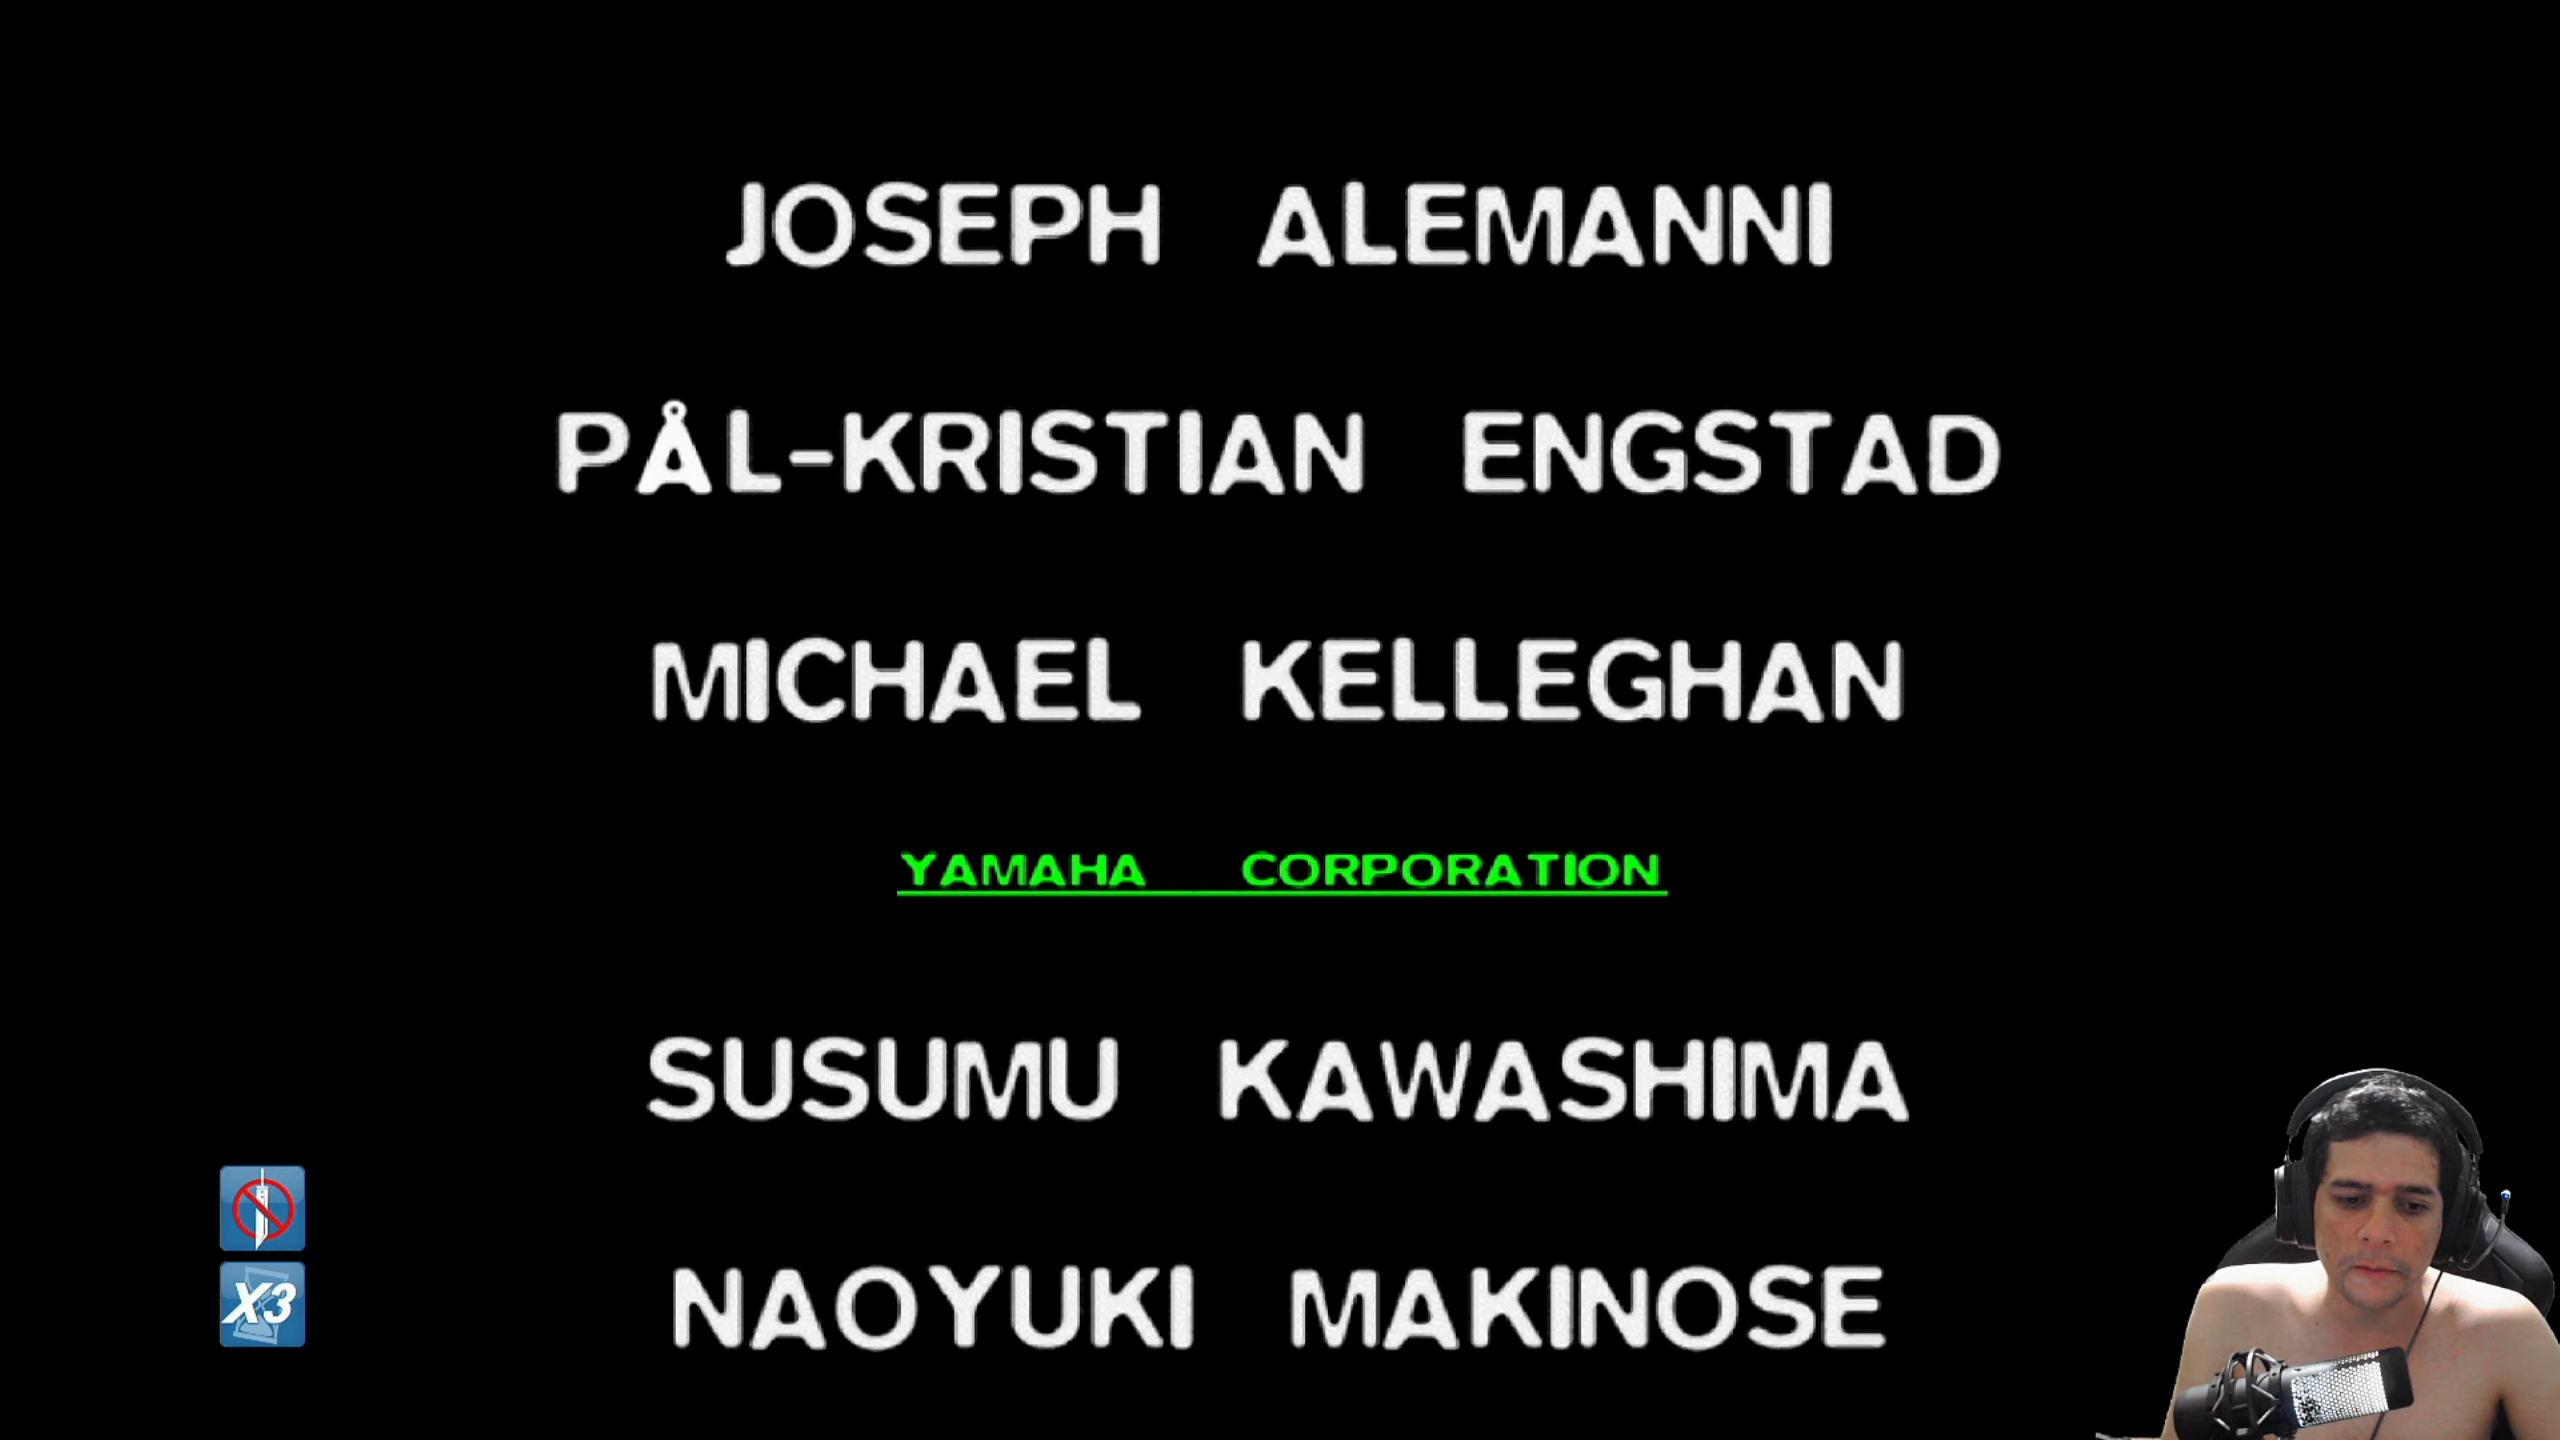 JOSEPH ALEMANNI
PÅL-KRISTIAN ENGSTAD
MICHAEL KELLEGHAN
YAMAHA CORPORATION
SUSUMU KAWASHIMA
NAOYUKI MAKINOSE
X3